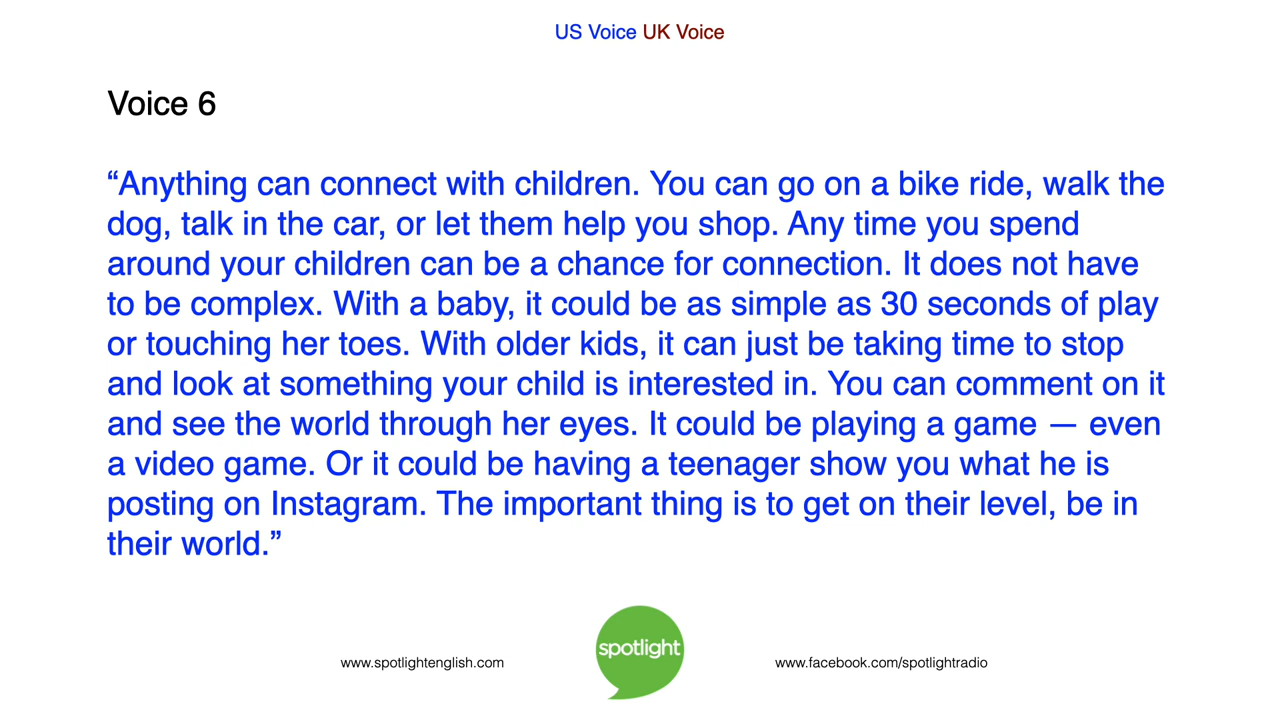 US Voice UK Voice
Voice 6
“Anything can connect with children. You can go on a bike ride, walk the
dog, talk in the car, or let them help you shop. Any time you spend
around your children can be a chance for connection. It does not have
to be complex. With a baby, it could be as simple as 30 seconds of play
or touching her toes. With older kids, it can just be taking time to stop
and look at something your child is interested in. You can comment on it
and see the world through her eyes. It could be playing a game — even
a video game. Or it could be having a teenager show you what he is
posting on Instagram. The important thing is to get on their level, be in
their world.”
www.spotlightenglish.com
spotlight
www.facebook.com/spotlightradio